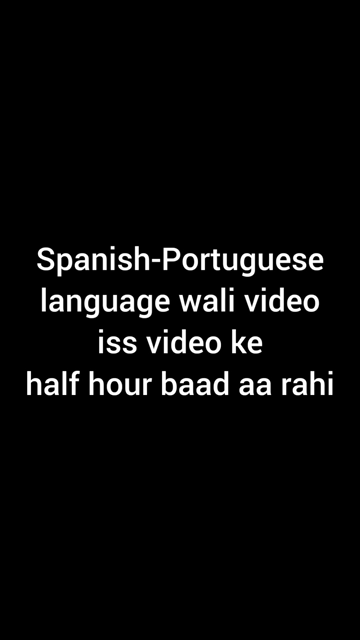 Spanish-Portuguese
language wali video
iss video ke
half hour baad aa rahi